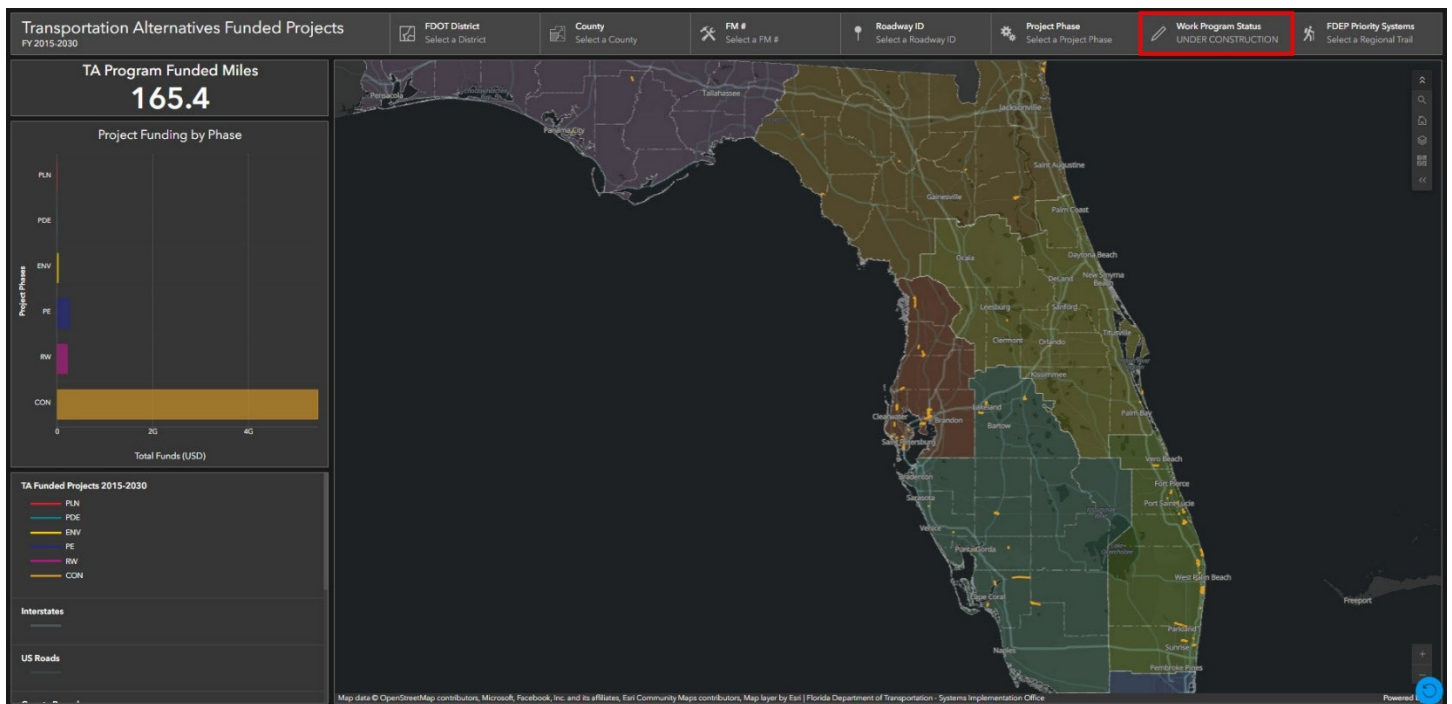 Transportation Alternatives Funded Projects
FY 2015-2030
FDOT District
Select a District
County
Select a County
FM #
Select a FM #
Roadway ID
Select a Roadway ID
Project Phase
Select a Project Phase
Work Program Status
UNDER CONSTRUCTION
FDEP Priority Systems
Select a Regional Trail
TA Program Funded Miles
165.4
Project Funding by Phase
Project Phases
PLN
PDE
ENV
PE
RW
CON
0
2G
4G
Total Funds (USD)
TA Funded Projects 2015-2030
PLN
PDE
ENV
PE
RW
CON
Interstates
US Roads
Pensacola
Tallahassee
Panama City
Jacksonville
Saint Augustine
Gainesville
Palm Coast
Ocala
Daytona Beach
DeLand
New Smyrna
Beach
Leesburg
Sanford
Titusville
Clermont
Orlando
Kissimmee
Clearwater
Lakeland
Brandon
Bartow
Palm Bay
Saint Petersburg
Vero Beach
Bradenton
Fort Pierce
Sarasota
Port Saint Lucie
Venice
Punta Gorda
Lake
Okeechobee
West Palm Beach
Freeport
Cape Coral
Parkland
Naples
Sunrise
Pembroke Pines
Map data © OpenStreetMap contributors, Microsoft, Facebook, Inc. and its affiliates, Esri Community Maps contributors, Map layer by Esri | Florida Department of Transportation - Systems Implementation Office
Powered